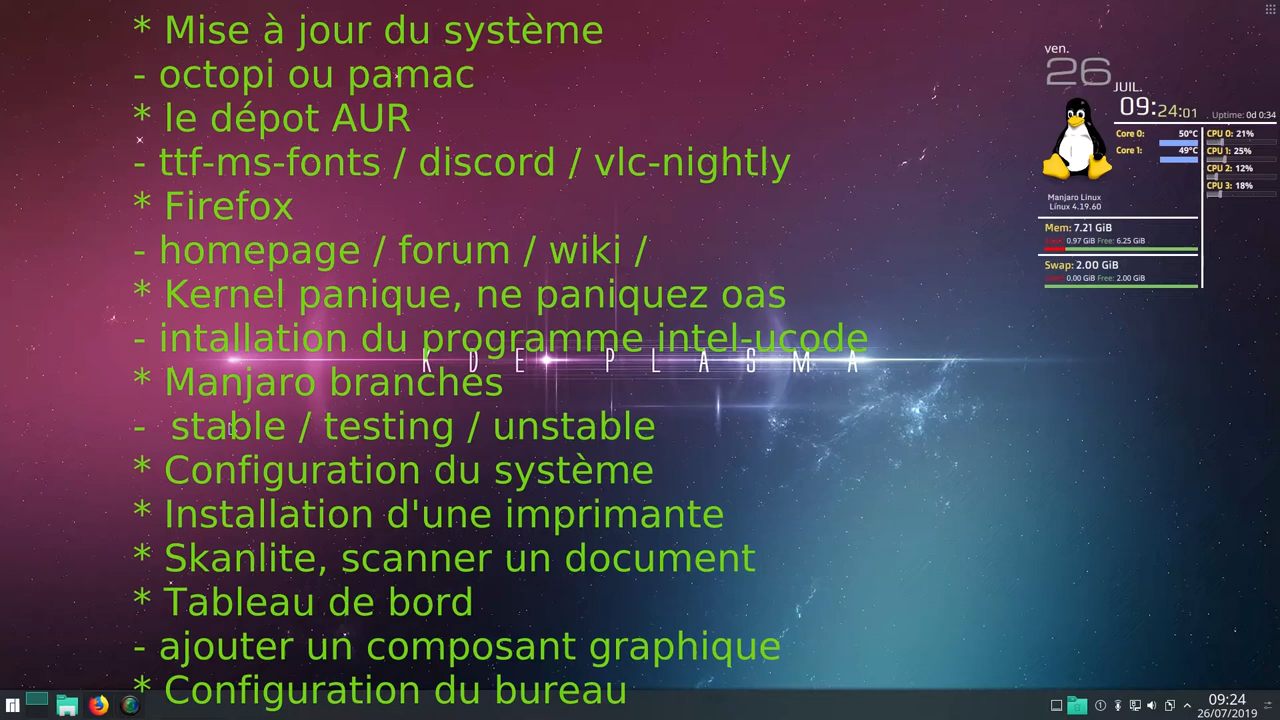 * Mise à jour du système
- octopi ou pamac
* le dépot AUR
- ttf-ms-fonts / discord / vlc-nightly
* Firefox
- homepage / forum / wiki /
* Kernel panique, ne paniquez oas
- intallation du programme intel-ucode
KDE PLASMA
* Manjaro branches
- stable / testing / unstable
* Configuration du système
* Installation d'une imprimante
* Skanlite, scanner un document
* Tableau de bord
- ajouter un composant graphique
* Configuration du bureau
ven.
26
JUIL.
09:24:01
Uptime: 0d 0:34
Core 0: 50°C
Core 1: 49°C
CPU 0: 21%
CPU 1: 25%
CPU 2: 12%
CPU 3: 18%
Manjaro Linux
Linux 4.19.60
Mem: 7.21 GiB
0.97 GiB Free: 6.25 GiB
Swap: 2.00 GiB
0.00 GiB Free: 2.00 GiB
09:24
26/07/2019